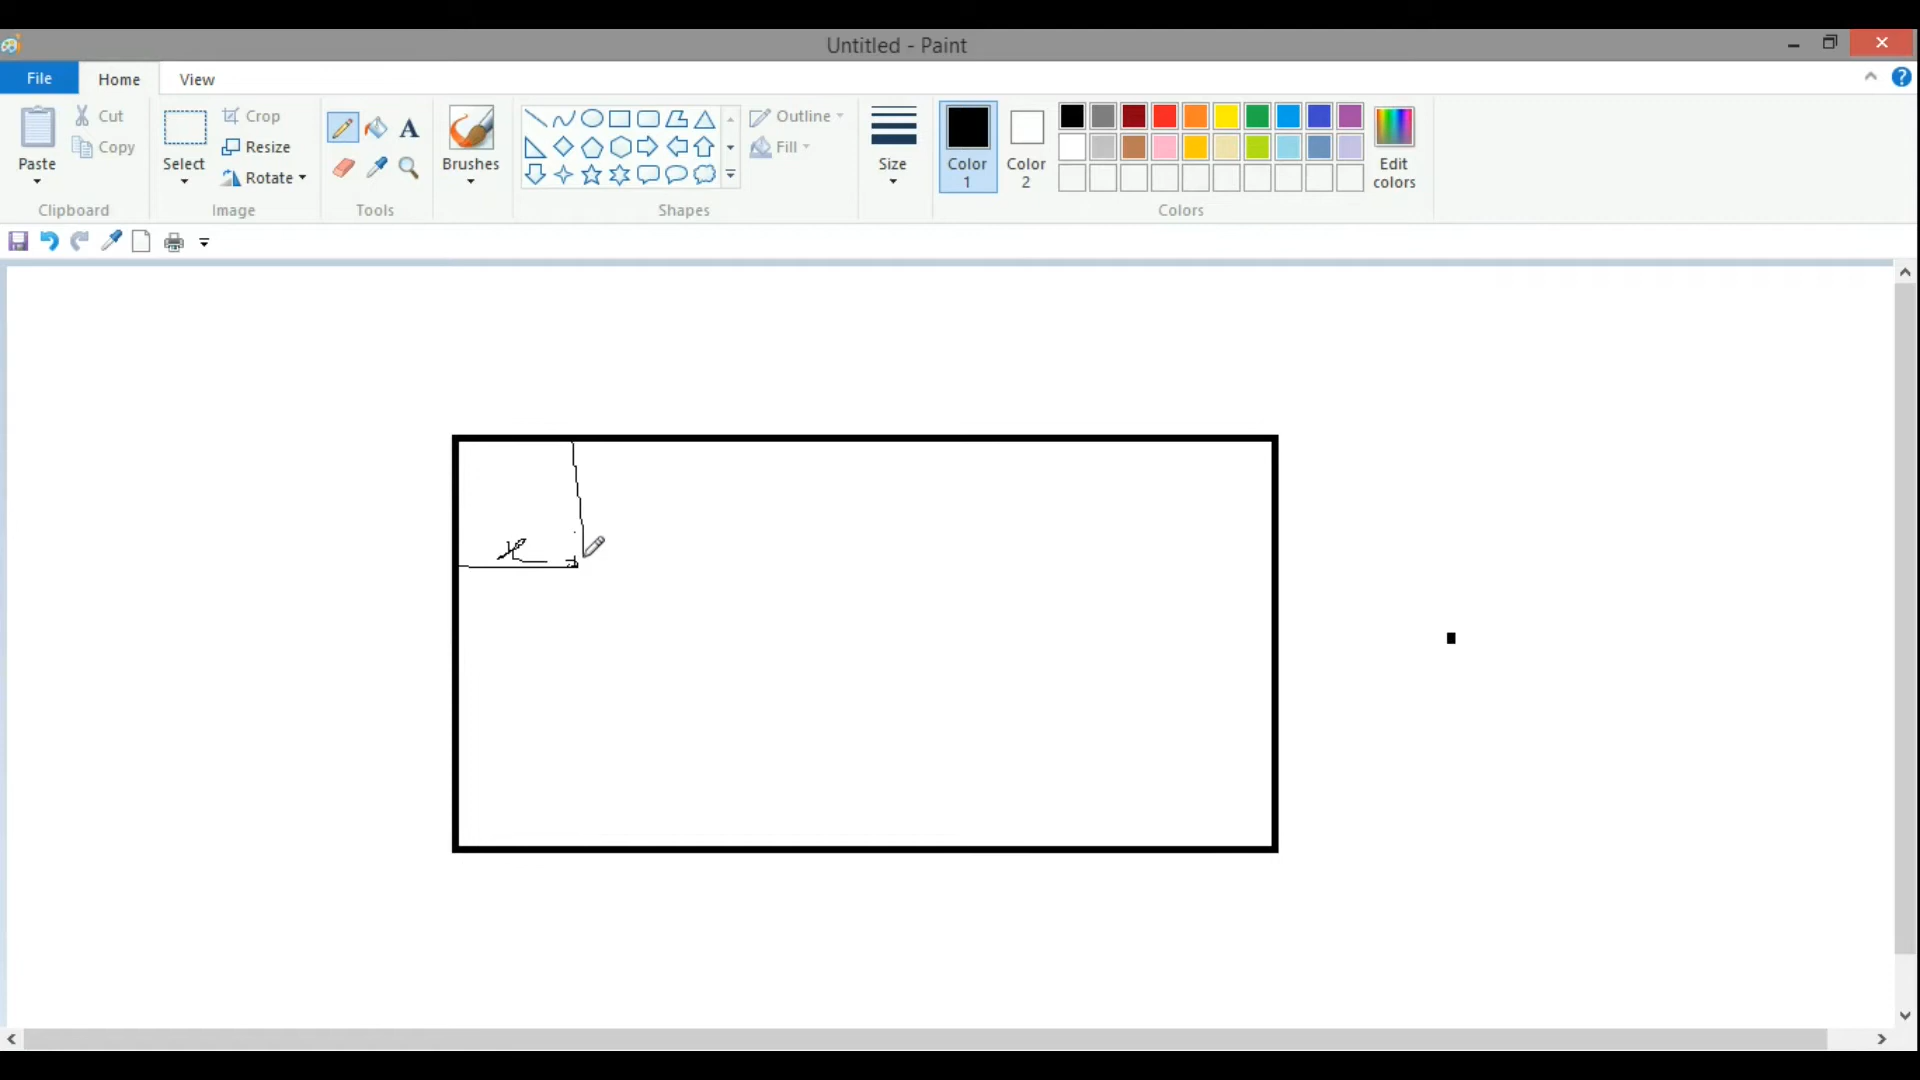 Untitled - Paint
File Home View
Paste
Cut
Copy
Clipboard
Select
Crop
Resize
Rotate
Image
A
Tools
Brushes
Shapes
Outline
Fill
Size
Color 1
Color 2
Edit colors
Colors